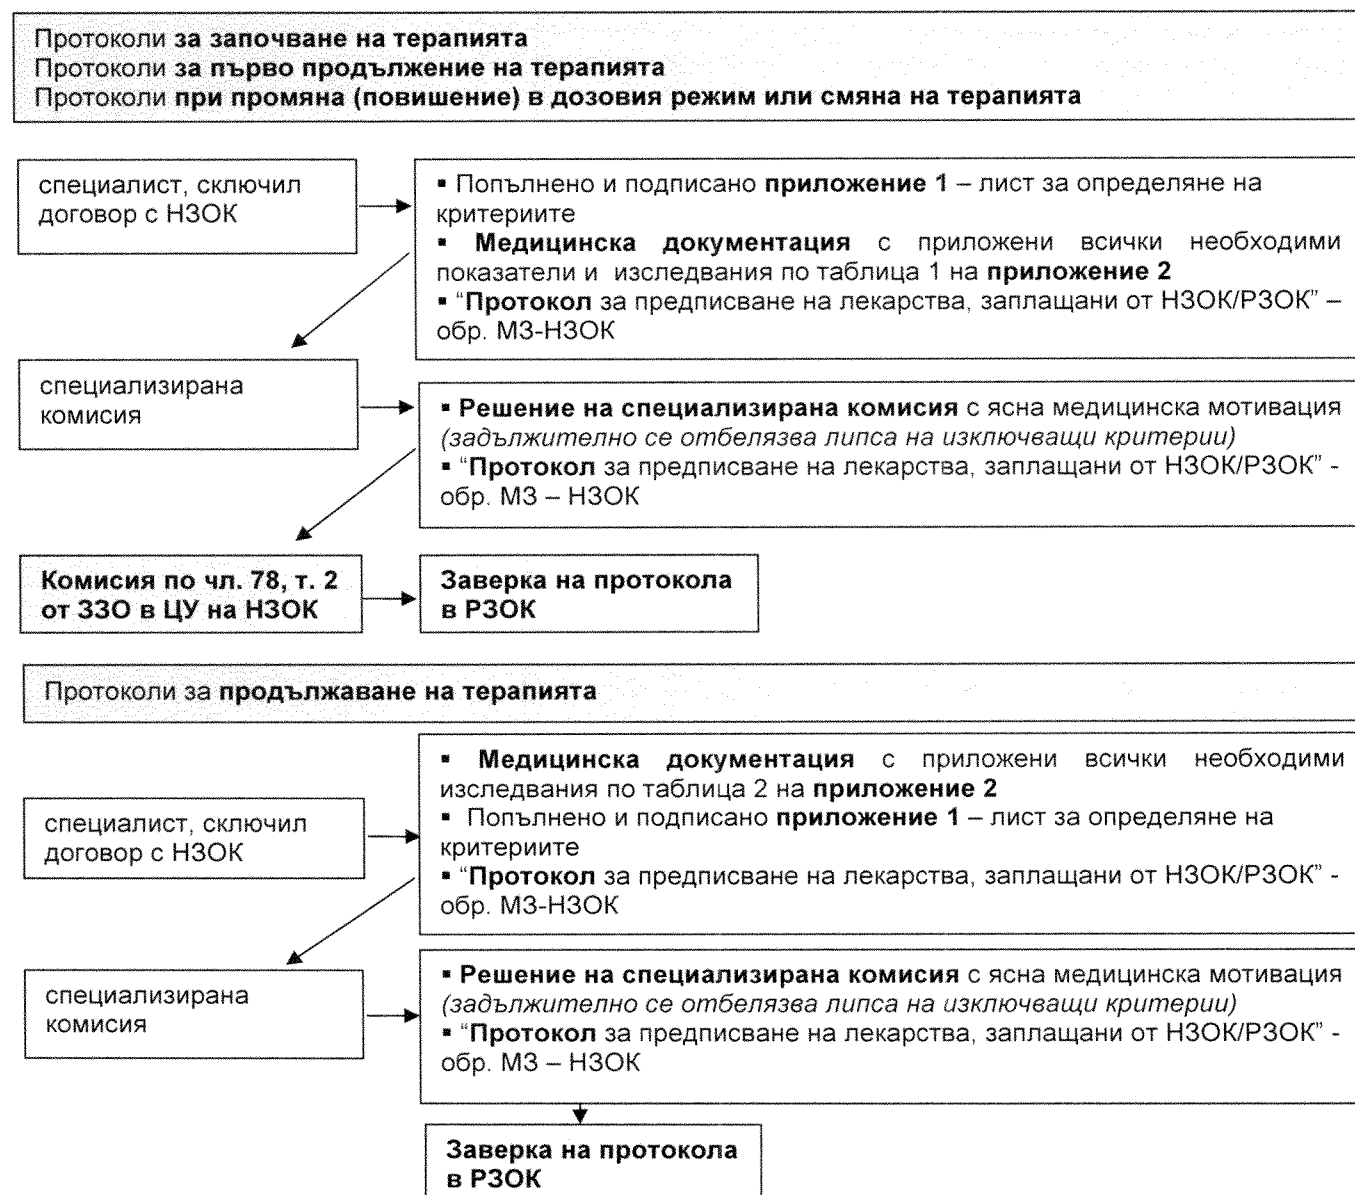 Протоколи за започване на терапията
Протоколи за първо продължение на терапията
Протоколи при промяна (повишение) в дозовия режим или смяна на терапията
специалист, сключил
договор с НЗОК
▪ Попълнено и подписано приложение 1 – лист за определяне на
критериите
▪ Медицинска документация с приложени всички необходими
показатели и изследвания по таблица 1 на приложение 2
▪ “Протокол за предписване на лекарства, заплащани от НЗОК/РЗОК” –
обр. МЗ-НЗОК
специализирана
комисия
▪ Решение на специализирана комисия с ясна медицинска мотивация
(задължително се отбелязва липса на изключващи критерии)
▪ “Протокол за предписване на лекарства, заплащани от НЗОК/РЗОК” -
обр. МЗ – НЗОК
Комисия по чл. 78, т. 2
от ЗЗО в ЦУ на НЗОК
Заверка на протокола
в РЗОК
Протоколи за продължаване на терапията
специалист, сключил
договор с НЗОК
▪ Медицинска документация с приложени всички необходими
изследвания по таблица 2 на приложение 2
▪ Попълнено и подписано приложение 1 – лист за определяне на
критериите
▪ “Протокол за предписване на лекарства, заплащани от НЗОК/РЗОК” -
обр. МЗ-НЗОК
специализирана
комисия
▪ Решение на специализирана комисия с ясна медицинска мотивация
(задължително се отбелязва липса на изключващи критерии)
▪ “Протокол за предписване на лекарства, заплащани от НЗОК/РЗОК” -
обр. МЗ – НЗОК
Заверка на протокола
в РЗОК